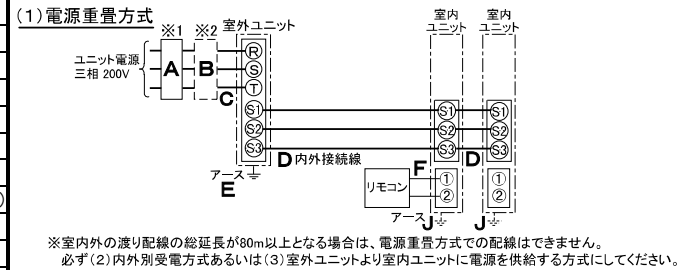 (1)電源重畳方式
※1 ※2 室外ユニット 室内ユニット 室内ユニット
ユニット電源
三相 200V
A B C
R
S
T
S1 S1 S1
S2 S2 S2
S3 S3 S3
D 内外接続線 F D
アース
E
リモコン ① ② ① ②
アース J J
※室内外の渡り配線の総延長が80m以上となる場合は、電源重畳方式での配線はできません。
必ず(2)内外別受電方式あるいは(3)室外ユニットより室内ユニットに電源を供給する方式にしてください。